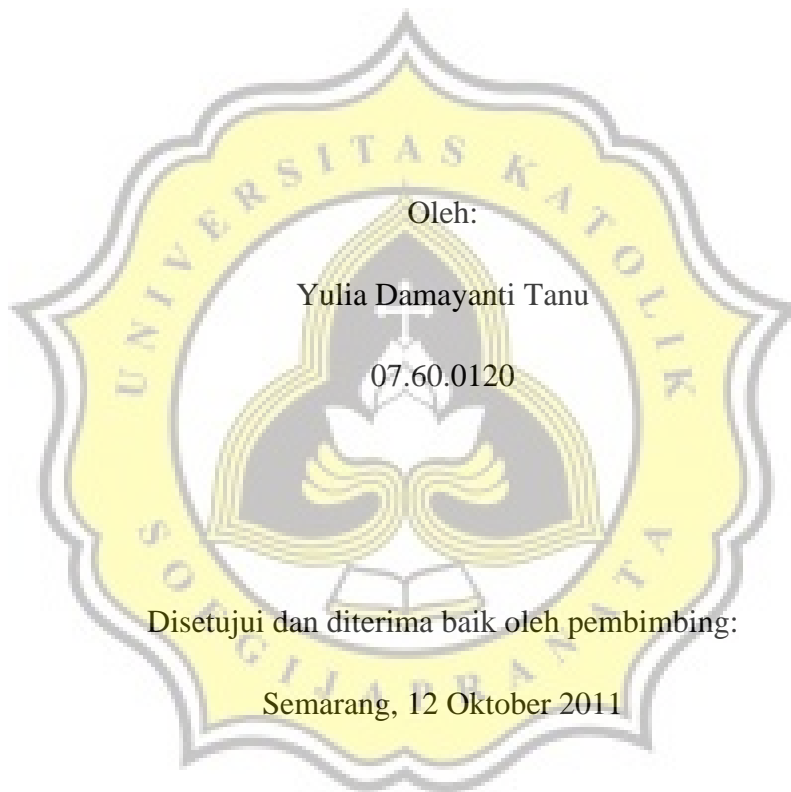 UNIVERSITAS KATOLIK
Oleh:
Yulia Damayanti Tanu
07.60.0120
Disetujui dan diterima baik oleh pembimbing:
Semarang, 12 Oktober 2011
SOEGIJAPRANATA